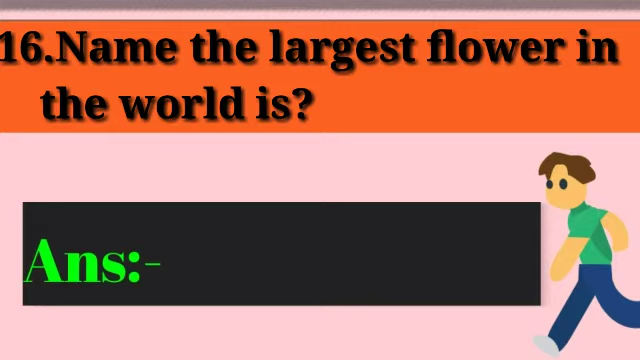 16.Name the largest flower in
the world is?
Ans:-